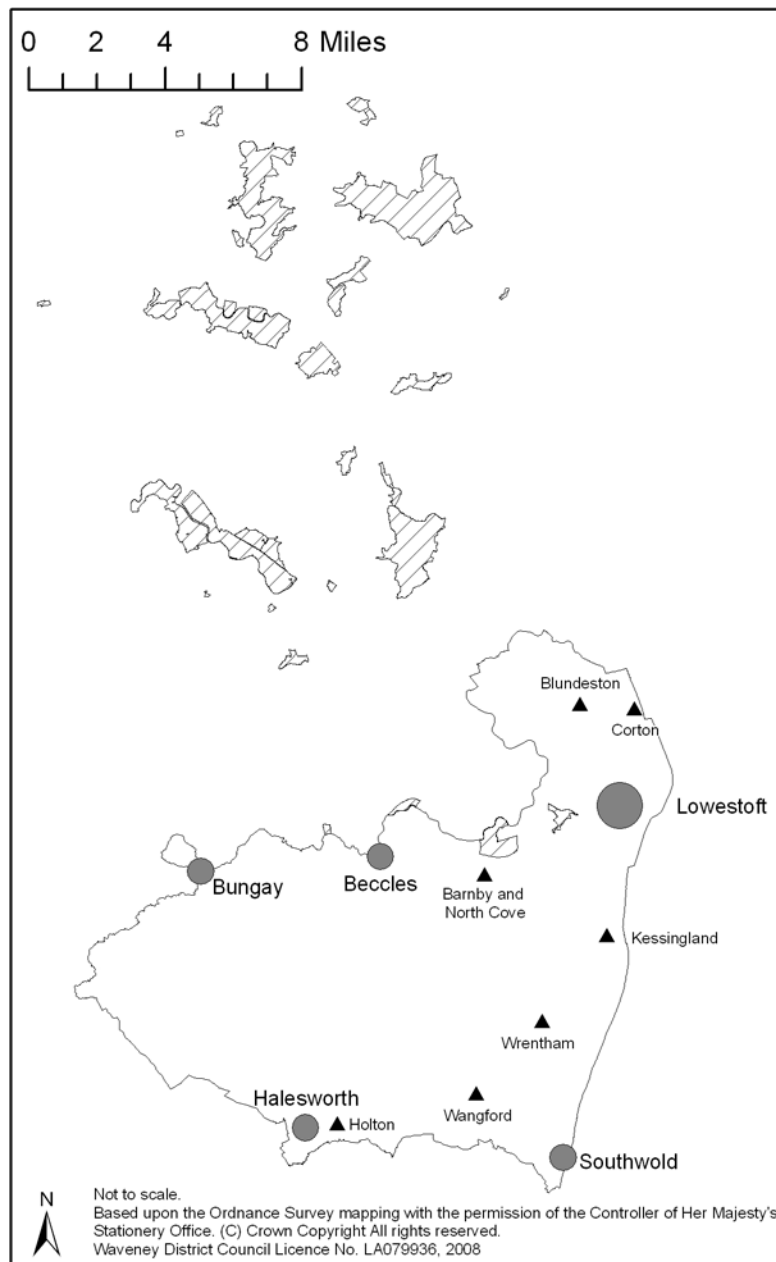 0 2 4 8 Miles
Blundeston
Corton
Lowestoft
Bungay
Beccles
Barnby and
North Cove
Kessingland
Wrentham
Halesworth
Holton
Wangford
Southwold
N
Not to scale.
Based upon the Ordnance Survey mapping with the permission of the Controller of Her Majesty's
Stationery Office. (C) Crown Copyright All rights reserved.
Waveney District Council Licence No. LA079936, 2008